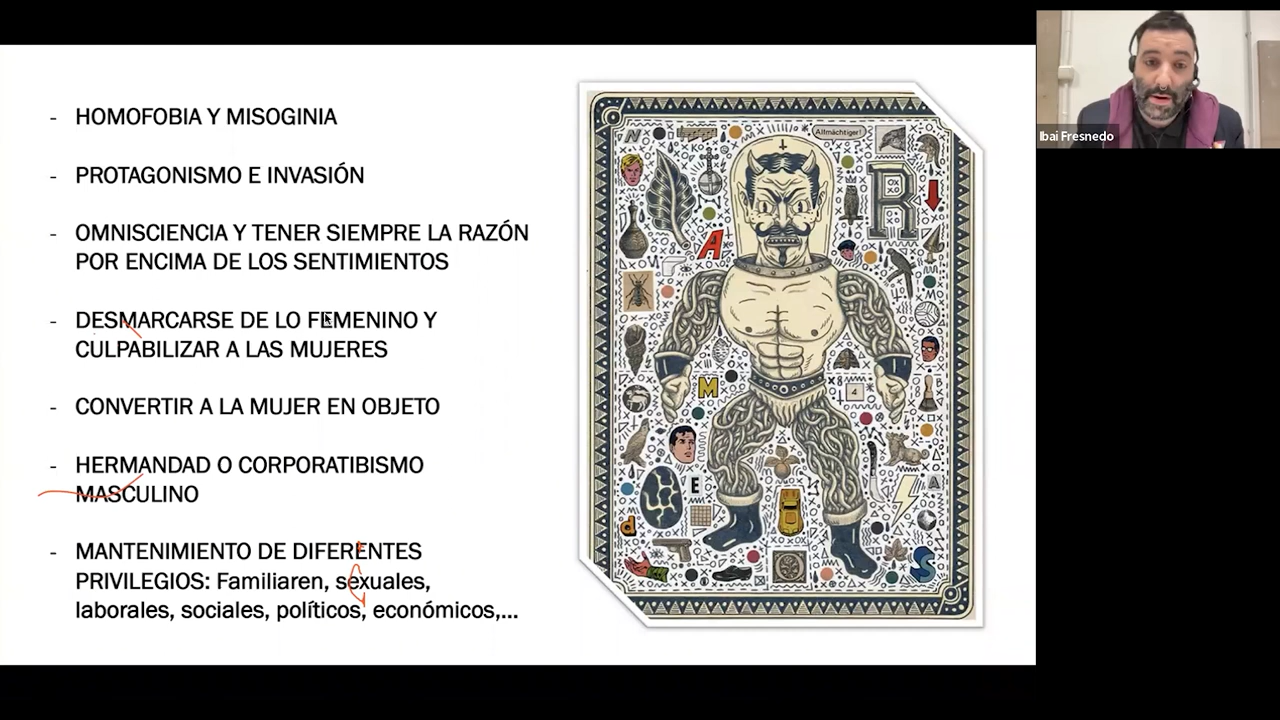 - HOMOFOBIA Y MISOGINIA
- PROTAGONISMO E INVASIÓN
- OMNISCIENCIA Y TENER SIEMPRE LA RAZÓN
POR ENCIMA DE LOS SENTIMIENTOS
- DESMARCARSE DE LO FEMENINO Y
CULPABILIZAR A LAS MUJERES
- CONVERTIR A LA MUJER EN OBJETO
- HERMANDAD O CORPORATIBISMO
MASCULINO
- MANTENIMIENTO DE DIFERENTES
PRIVILEGIOS: Familiaren, sexuales,
laborales, sociales, políticos, económicos,...
N
Allmächtiger!
R
A
M
4
E
A
d
S
Ibai Fresnedo